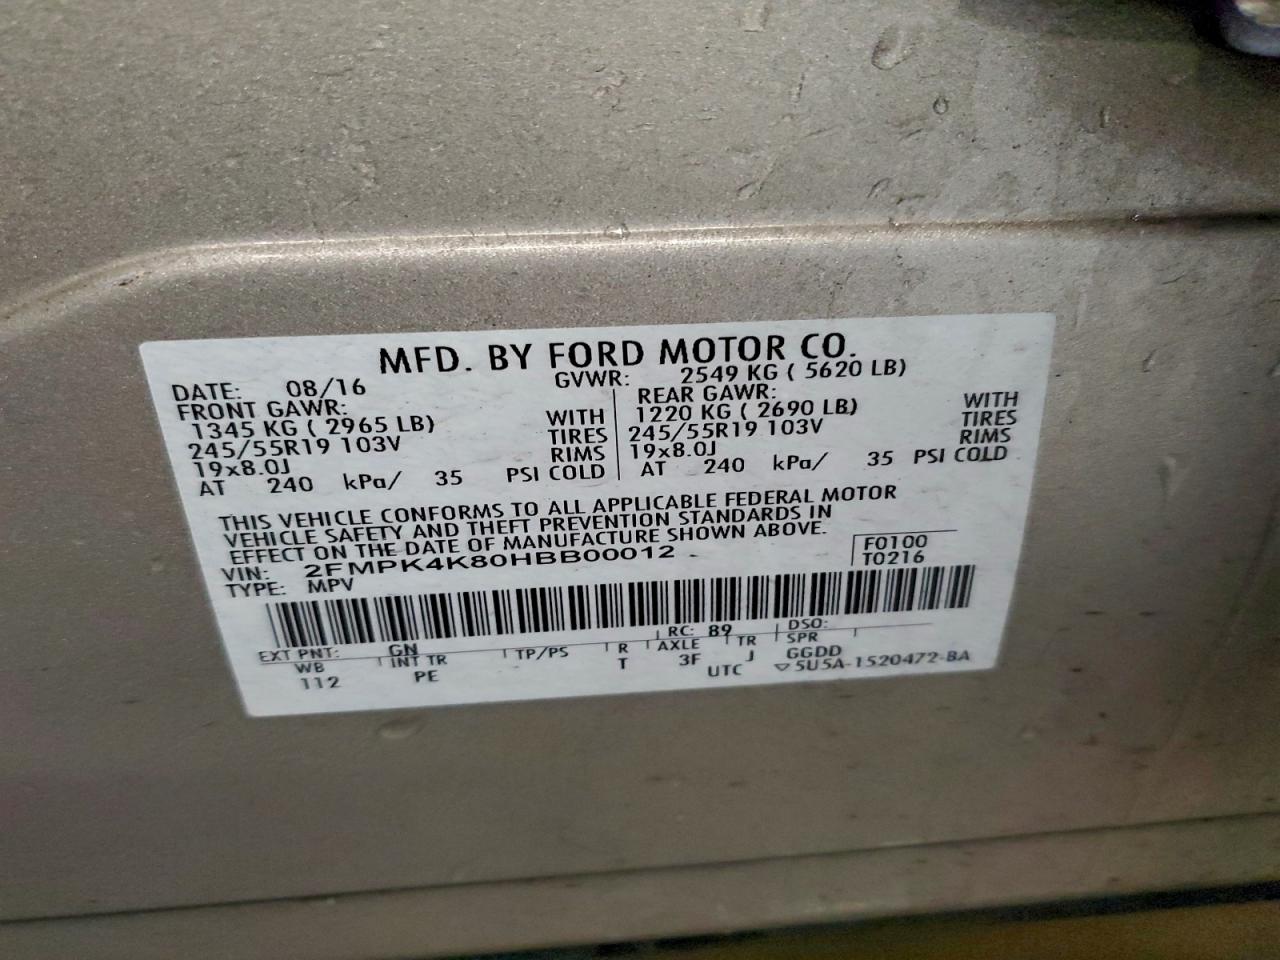 MFD. BY FORD MOTOR CO.
DATE: 08/16 GVWR: 2549 KG ( 5620 LB)
FRONT GAWR: REAR GAWR:
1345 KG ( 2965 LB) WITH 1220 KG ( 2690 LB) WITH
245/55R19 103V TIRES 245/55R19 103V TIRES
19x8.0J RIMS 19x8.0J RIMS
AT 240 kPa/ 35 PSI COLD AT 240 kPa/ 35 PSI COLD
THIS VEHICLE CONFORMS TO ALL APPLICABLE FEDERAL MOTOR
VEHICLE SAFETY AND THEFT PREVENTION STANDARDS IN
EFFECT ON THE DATE OF MANUFACTURE SHOWN ABOVE.
VIN: 2FMPK4K80HBB00012 F0100
TYPE: MPV T0216
EXT PNT: GN RC: 89 DSO:
WB INT TR TP/PS R AXLE TR SPR
112 PE T 3F J GGDD
UTC ▽5U5A-1520472-BA